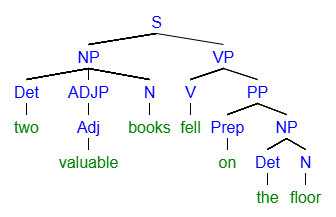 S
NP VP
Det ADJP N V PP
two Adj books fell Prep NP
valuable on Det N
the floor